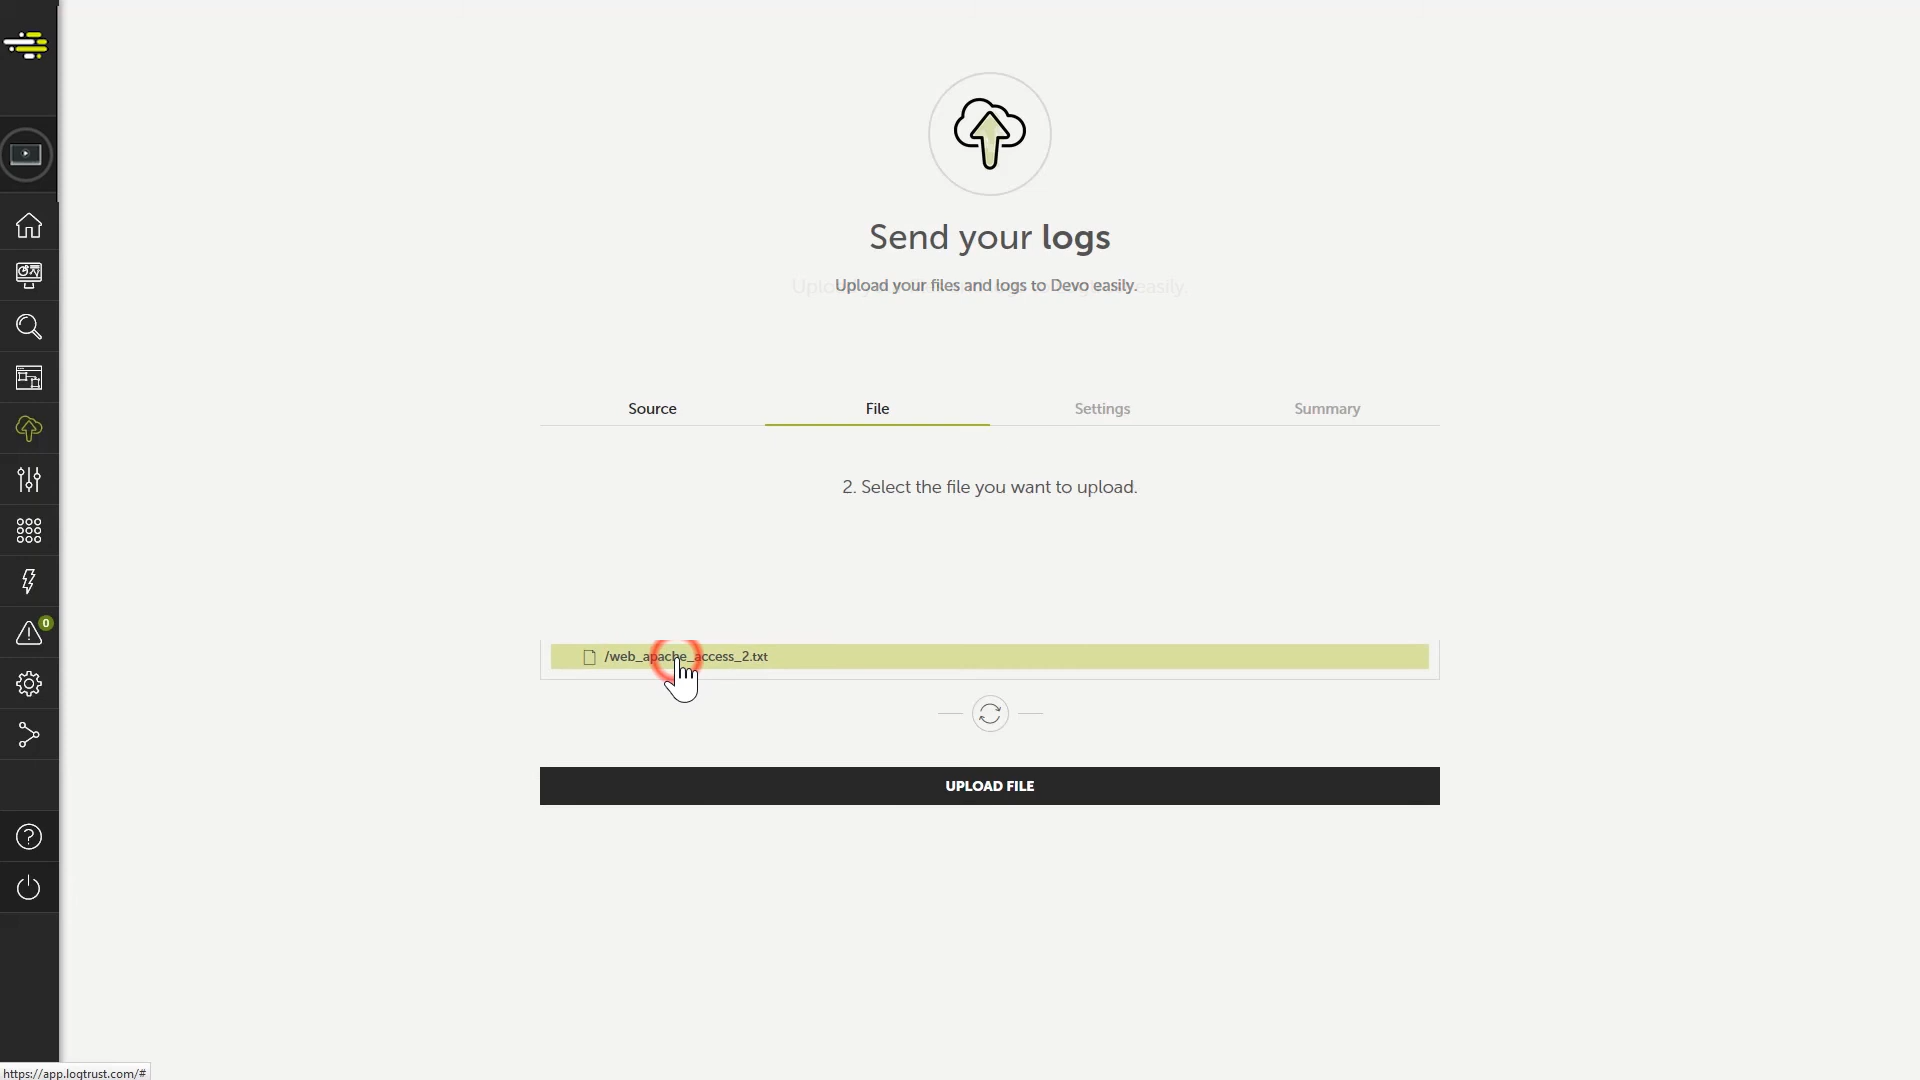 Send your logs
Upload your files and logs to Devo easily.
Source
File
Settings
Summary
2. Select the file you want to upload.
/web_apache_access_2.txt
UPLOAD FILE
0
https://app.logtrust.com/#